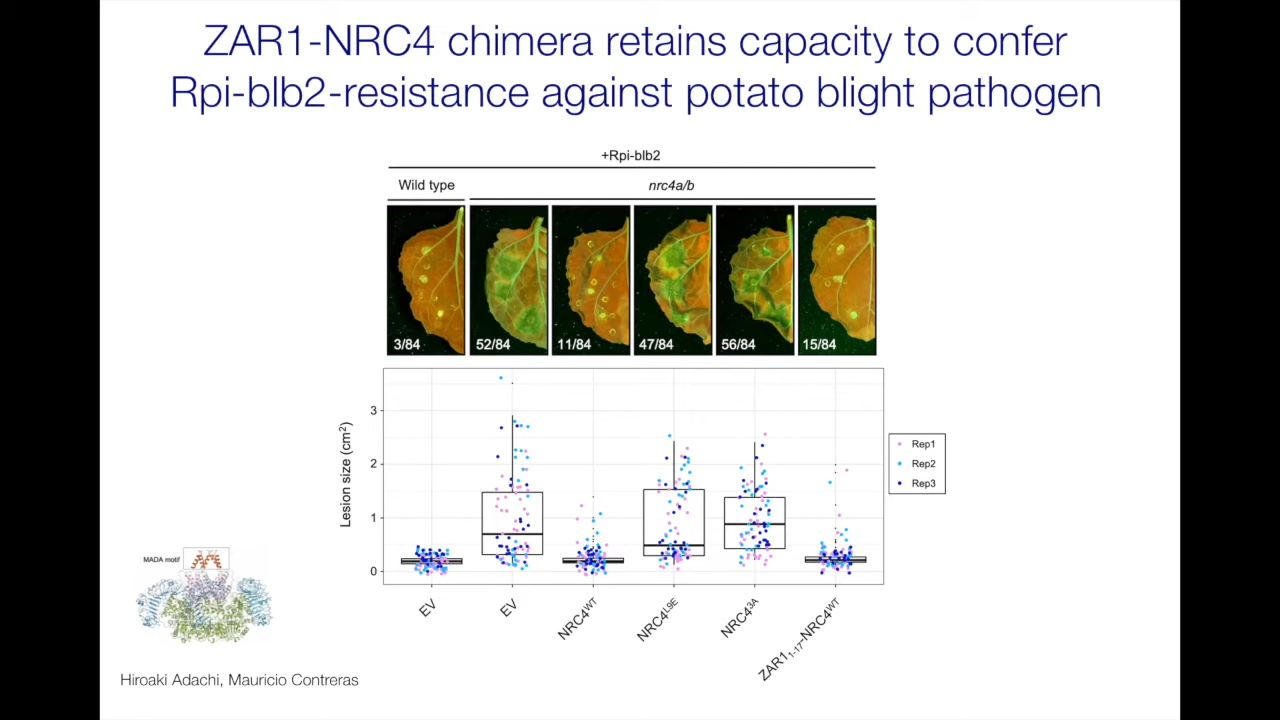 ZAR1-NRC4 chimera retains capacity to confer
Rpi-blb2-resistance against potato blight pathogen
+Rpi-blb2
Wild type
nrc4a/b
3/84
52/84
11/84
47/84
56/84
15/84
Lesion size (cm²)
3
2
1
0
Rep1
Rep2
Rep3
EV
EV
NRC4ᵂᵀ
NRC4ᴸ⁹ᴱ
NRC4³ᴬ
ZAR1₁₋₁₇-NRC4ᵂᵀ
MADA motif
Hiroaki Adachi, Mauricio Contreras